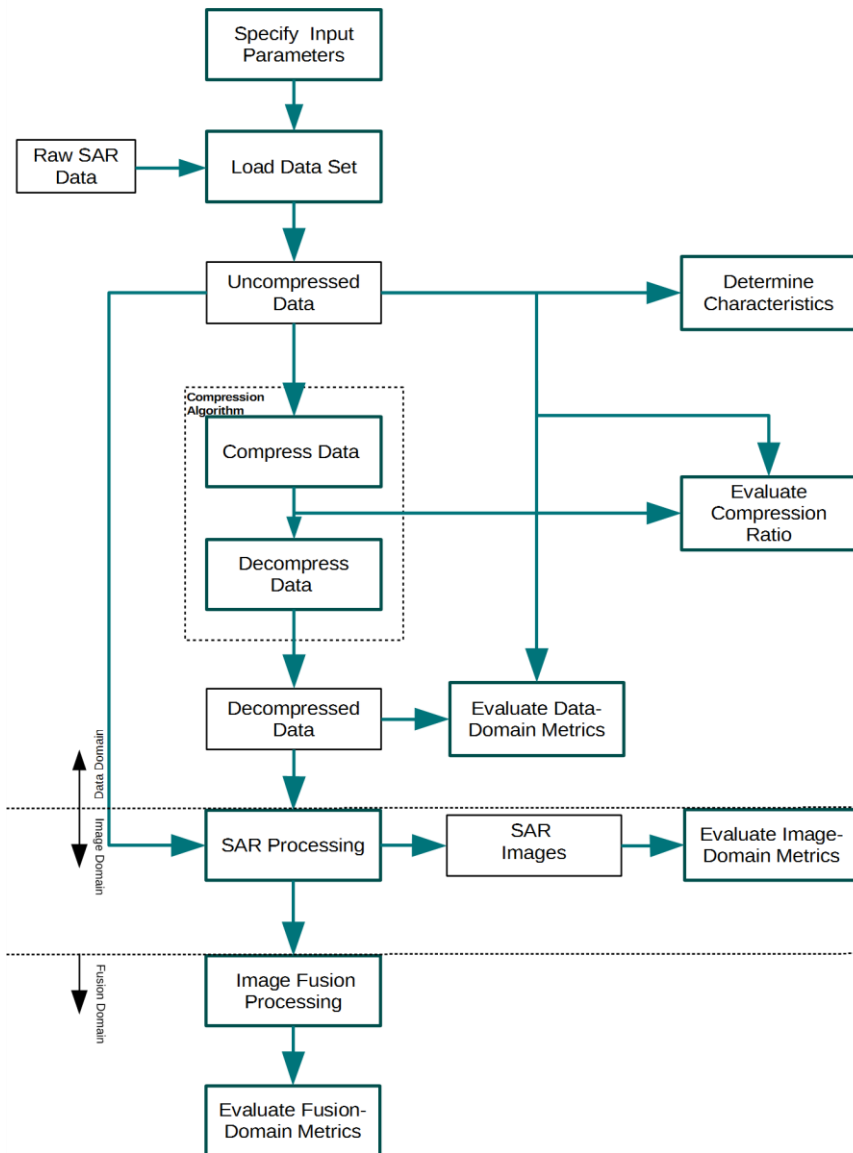 Specify Input
Parameters
Raw SAR
Data
Load Data Set
Uncompressed
Data
Determine
Characteristics
Compression
Algorithm
Compress Data
Evaluate
Compression
Ratio
Decompress
Data
Decompressed
Data
Evaluate Data-
Domain Metrics
Data Domain
Image Domain
SAR Processing
SAR
Images
Evaluate Image-
Domain Metrics
Fusion Domain
Image Fusion
Processing
Evaluate Fusion-
Domain Metrics